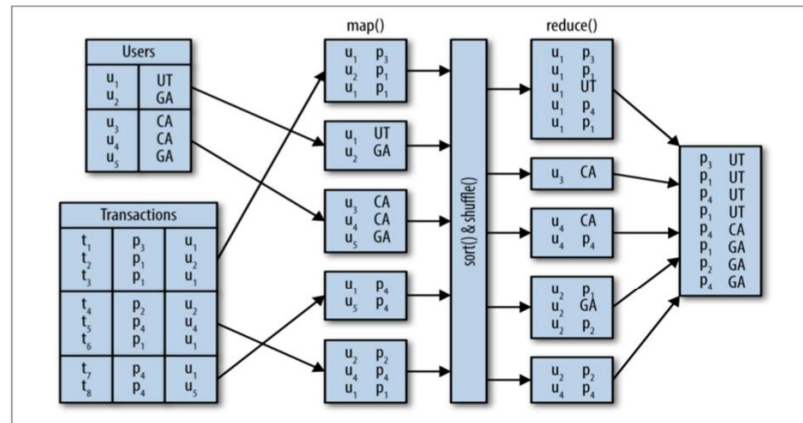 map()
reduce()
Users
u₁ UT
u₂ GA
u₃ CA
u₄ CA
u₅ GA
Transactions
t₁ p₃ u₁
t₂ p₁ u₂
t₃ p₁ u₁
t₄ p₂ u₂
t₅ p₄ u₄
t₆ p₁ u₁
t₇ p₄ u₁
t₈ p₄ u₅
u₁ p₃
u₂ p₁
u₁ p₁
u₁ UT
u₂ GA
u₃ CA
u₄ CA
u₅ GA
u₁ p₄
u₅ p₄
u₂ p₂
u₄ p₄
u₁ p₁
sort() & shuffle()
u₁ p₃
u₁ p₁
u₁ UT
u₁ p₄
u₁ p₁
u₃ CA
u₄ CA
u₄ p₄
u₂ p₁
u₂ GA
u₂ p₂
u₂ p₂
u₄ p₄
p₃ UT
p₁ UT
p₄ UT
p₁ UT
p₄ CA
p₁ GA
p₂ GA
p₄ GA